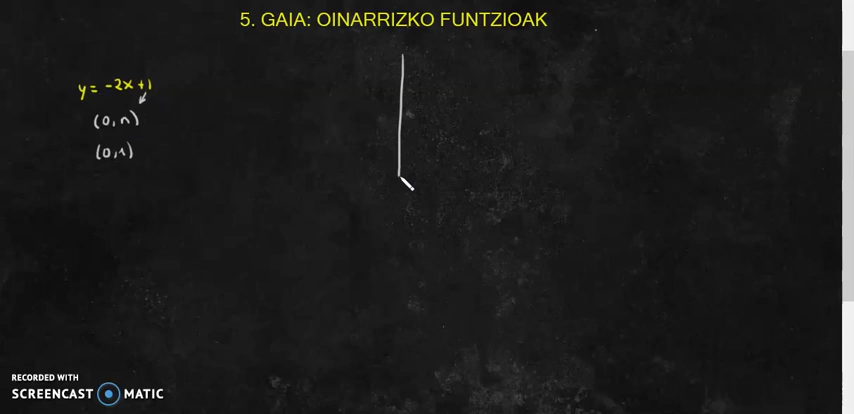 5. GAIA: OINARRIZKO FUNTZIOAK
y = -2x +1
(0, n)
(0,1)
RECORDED WITH
SCREENCAST MATIC